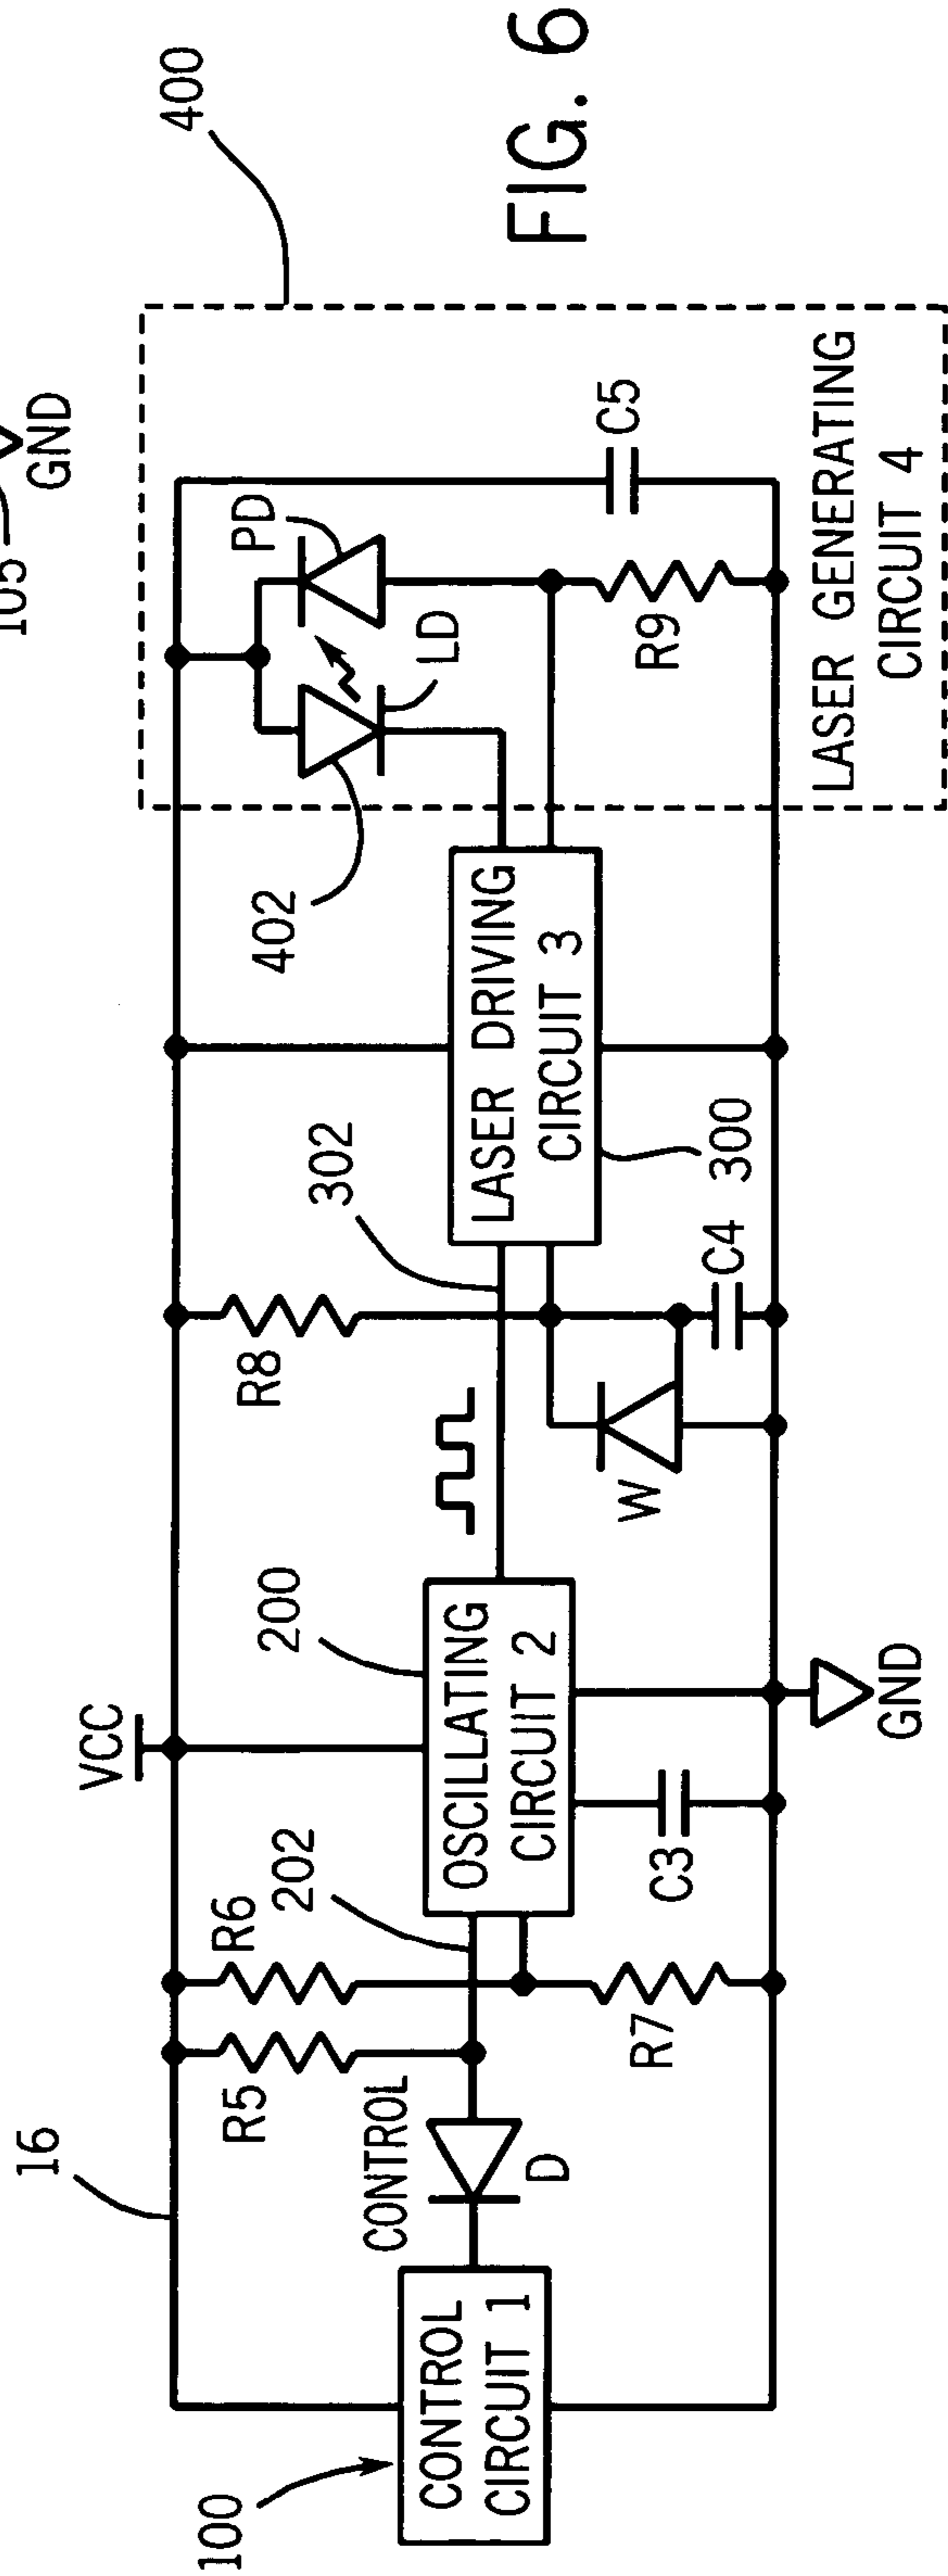 105
GND
16
VCC
400
R5
R6
202
200
R8
302
402
PD
LD
CONTROL
D
100
CONTROL
CIRCUIT 1
OSCILLATING
CIRCUIT 2
LASER DRIVING
CIRCUIT 3
R7
C3
W
C4
300
R9
C5
GND
LASER GENERATING
CIRCUIT 4
FIG. 6